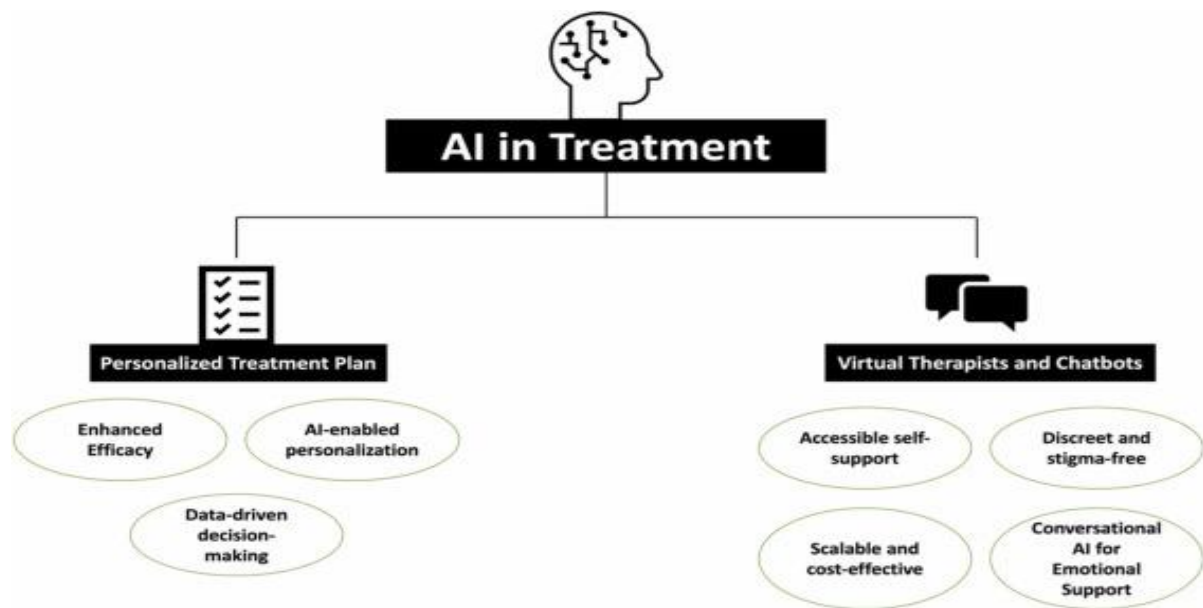 AI in Treatment
Personalized Treatment Plan
Enhanced
Efficacy
AI-enabled
personalization
Data-driven
decision-
making
Virtual Therapists and Chatbots
Accessible self-
support
Discreet and
stigma-free
Scalable and
cost-effective
Conversational
AI for
Emotional
Support